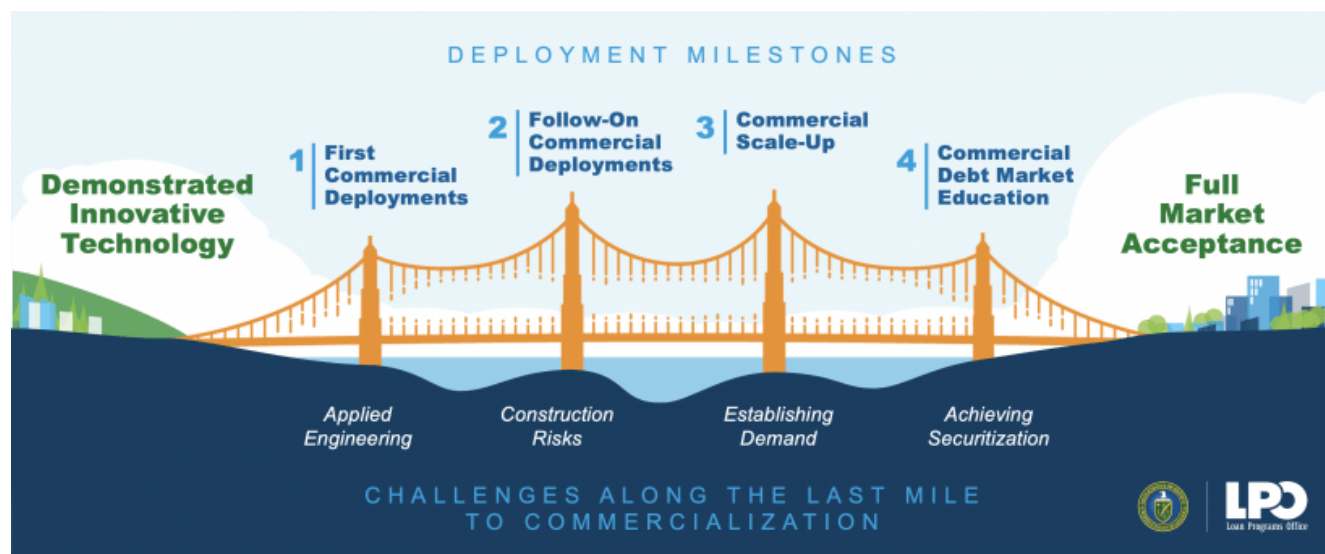 DEPLOYMENT MILESTONES
1
First
Commercial
Deployments
2
Follow-On
Commercial
Deployments
3
Commercial
Scale-Up
4
Commercial
Debt Market
Education
Demonstrated
Innovative
Technology
Full
Market
Acceptance
Applied
Engineering
Construction
Risks
Establishing
Demand
Achieving
Securitization
CHALLENGES ALONG THE LAST MILE
TO COMMERCIALIZATION
LPO
Loan Programs Office